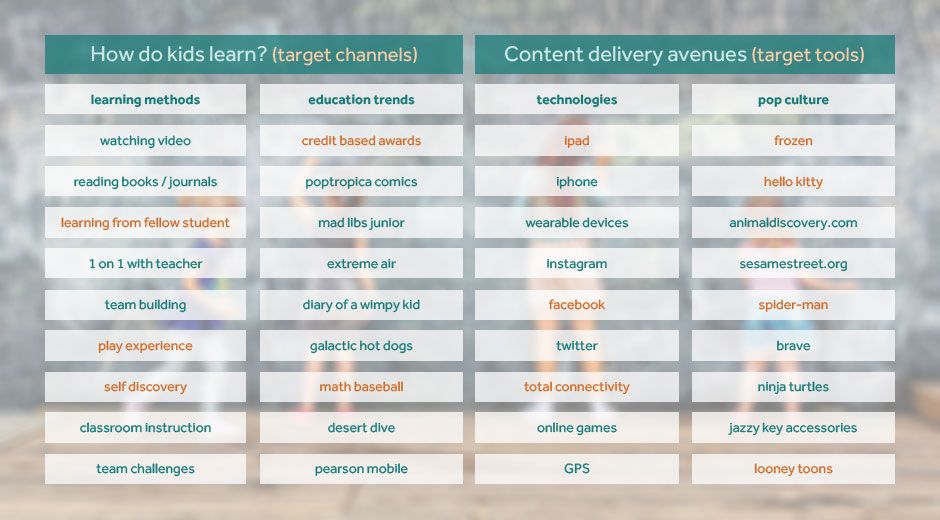 How do kids learn? (target channels)
Content delivery avenues (target tools)
learning methods
education trends
technologies
pop culture
watching video
credit based awards
ipad
frozen
reading books / journals
poptropica comics
iphone
hello kitty
learning from fellow student
mad libs junior
wearable devices
animaldiscovery.com
1 on 1 with teacher
extreme air
instagram
sesamestreet.org
team building
diary of a wimpy kid
facebook
spider-man
play experience
galactic hot dogs
twitter
brave
self discovery
math baseball
total connectivity
ninja turtles
classroom instruction
desert dive
online games
jazzy key accessories
team challenges
pearson mobile
GPS
looney toons